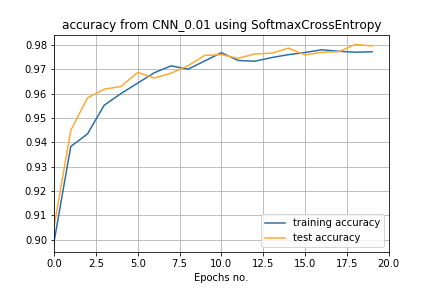 accuracy from CNN_0.01 using SoftmaxCrossEntropy
0.98
0.97
0.96
0.95
0.94
0.93
0.92
0.91
0.90
training accuracy
test accuracy
0.0 2.5 5.0 7.5 10.0 12.5 15.0 17.5 20.0
Epochs no.